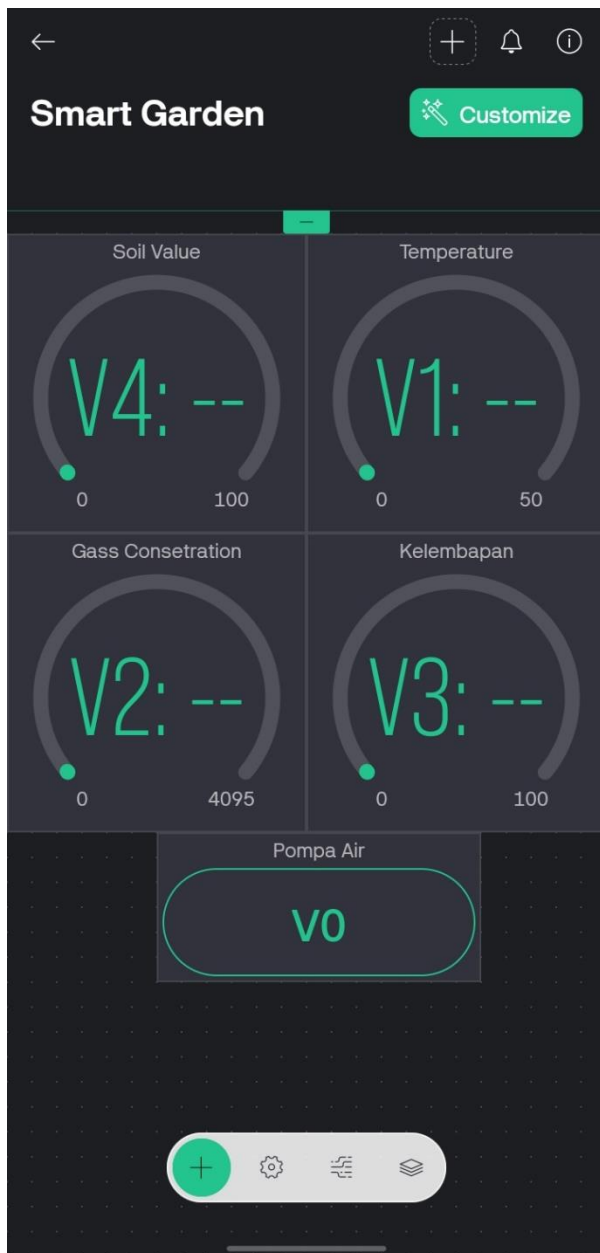 Smart Garden
Customize
Soil Value
V4: --
0 100
Temperature
V1: --
0 50
Gass Consetration
V2: --
0 4095
Kelembapan
V3: --
0 100
Pompa Air
V0